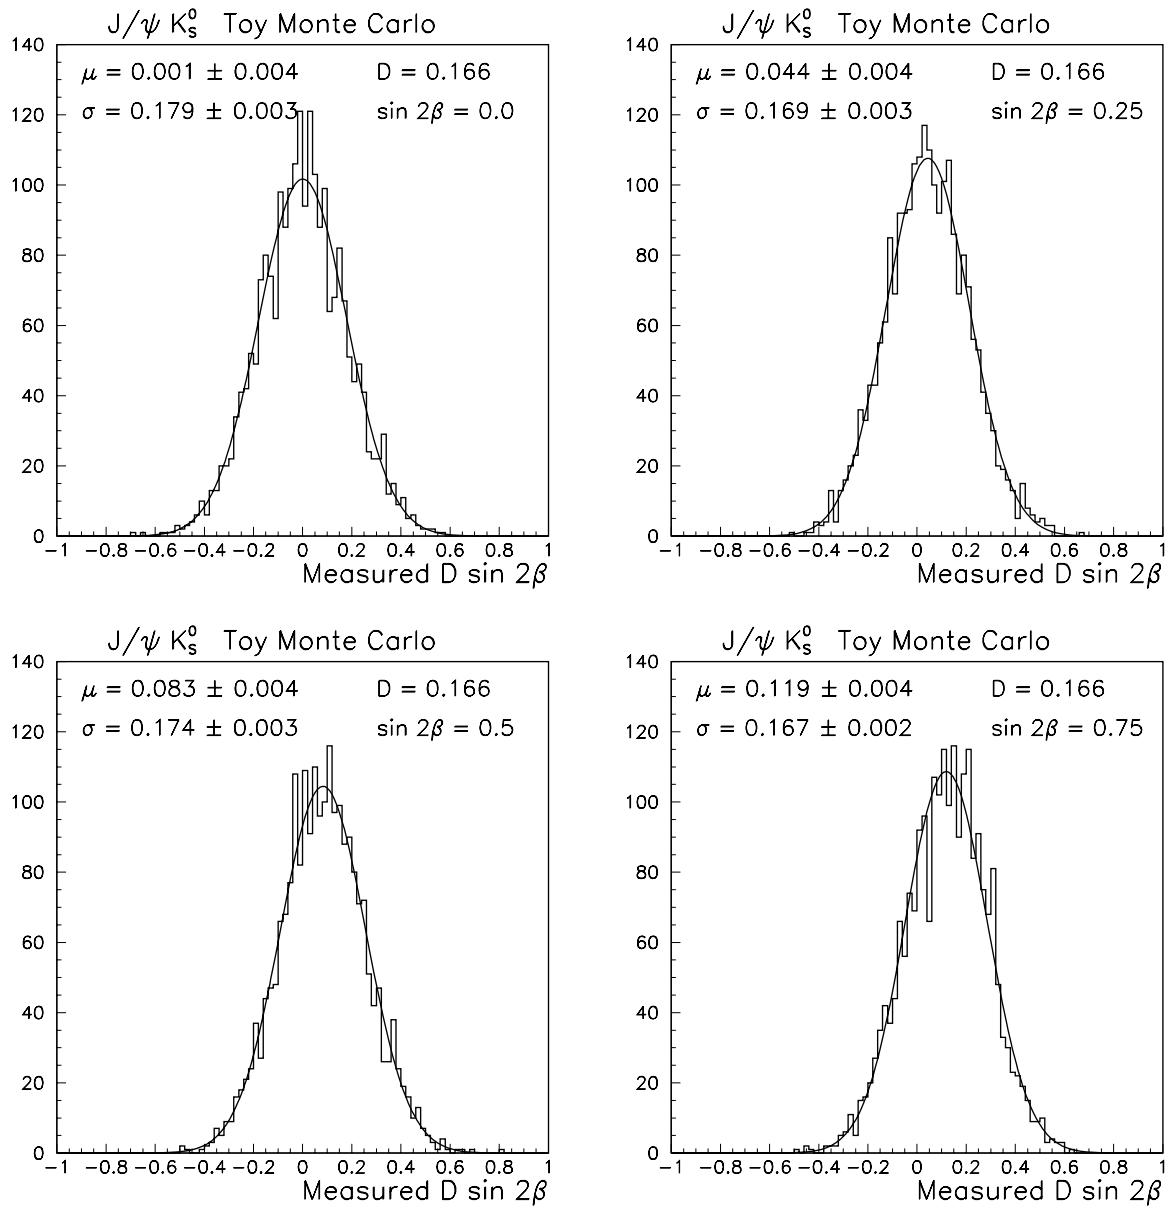 J/ψ K⁰ₛ Toy Monte Carlo
μ = 0.001 ± 0.004 D = 0.166
σ = 0.179 ± 0.003 sin 2β = 0.0
140
120
100
80
60
40
20
0
−1 −0.8 −0.6 −0.4 −0.2 0 0.2 0.4 0.6 0.8 1
Measured D sin 2β
J/ψ K⁰ₛ Toy Monte Carlo
μ = 0.044 ± 0.004 D = 0.166
σ = 0.169 ± 0.003 sin 2β = 0.25
140
120
100
80
60
40
20
0
−1 −0.8 −0.6 −0.4 −0.2 0 0.2 0.4 0.6 0.8 1
Measured D sin 2β
J/ψ K⁰ₛ Toy Monte Carlo
μ = 0.083 ± 0.004 D = 0.166
σ = 0.174 ± 0.003 sin 2β = 0.5
140
120
100
80
60
40
20
0
−1 −0.8 −0.6 −0.4 −0.2 0 0.2 0.4 0.6 0.8 1
Measured D sin 2β
J/ψ K⁰ₛ Toy Monte Carlo
μ = 0.119 ± 0.004 D = 0.166
σ = 0.167 ± 0.002 sin 2β = 0.75
140
120
100
80
60
40
20
0
−1 −0.8 −0.6 −0.4 −0.2 0 0.2 0.4 0.6 0.8 1
Measured D sin 2β